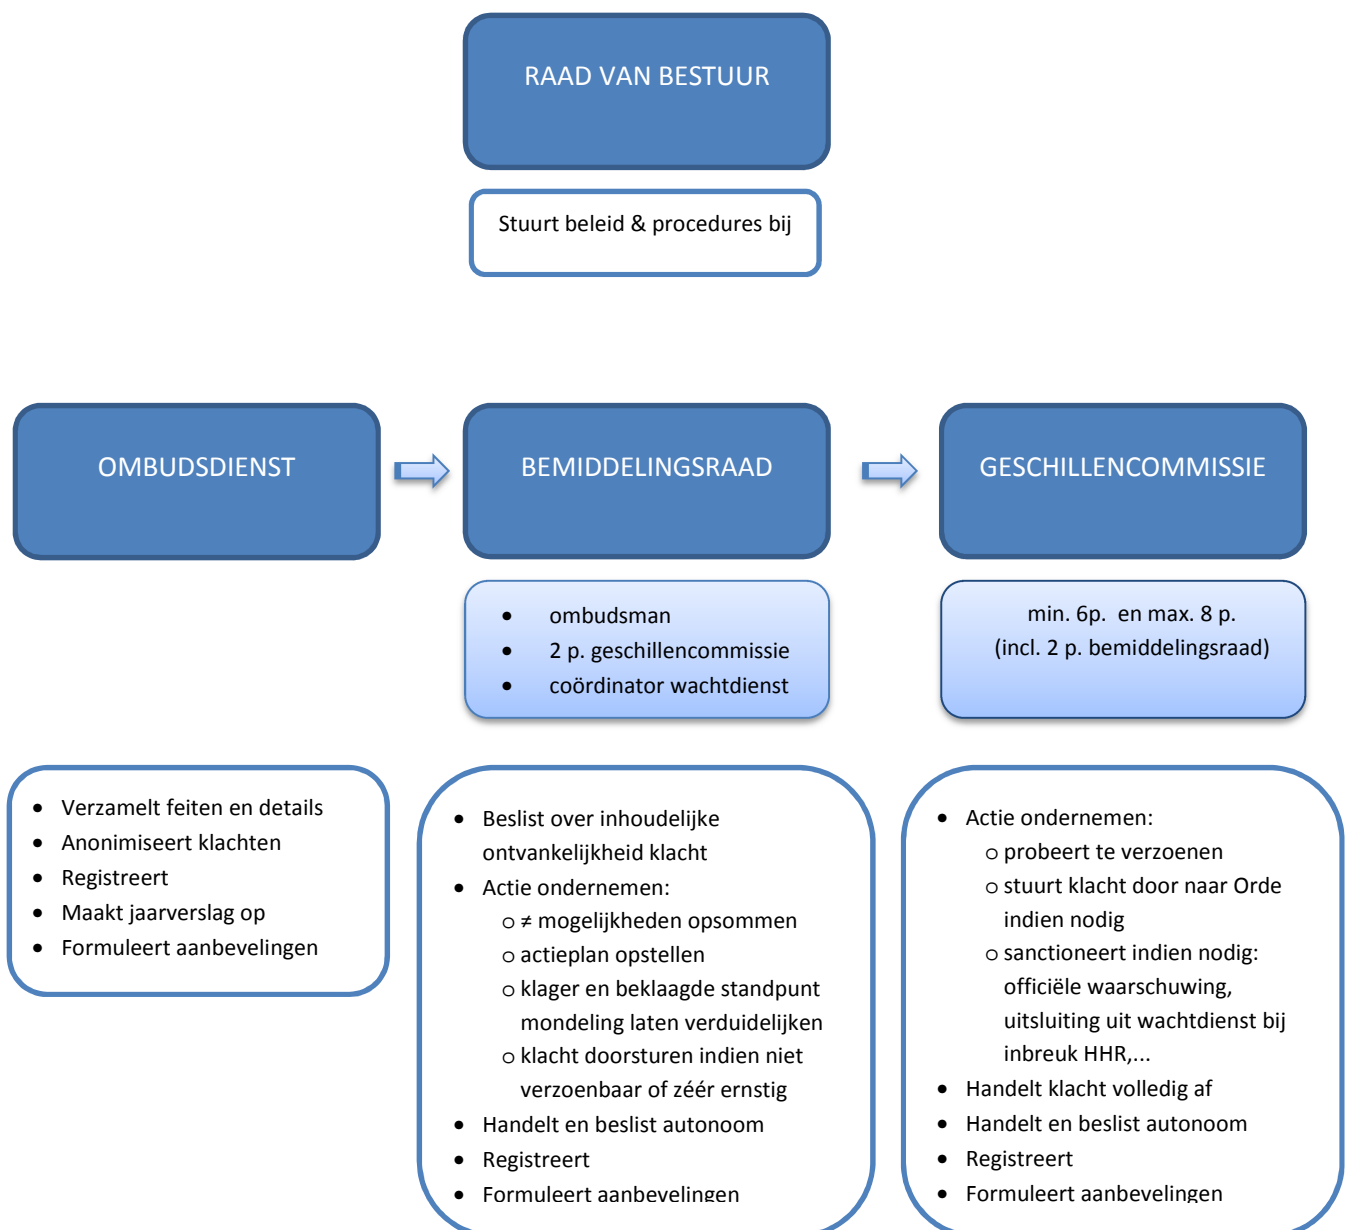 RAAD VAN BESTUUR
Stuurt beleid & procedures bij
OMBUDSDIENST
BEMIDDELINGSRAAD
GESCHILLENCOMMISSIE
• ombudsman
• 2 p. geschillencommissie
• coördinator wachtdienst
min. 6p. en max. 8 p.
(incl. 2 p. bemiddelingsraad)
• Verzamelt feiten en details
• Anonimiseert klachten
• Registreert
• Maakt jaarverslag op
• Formuleert aanbevelingen
• Beslist over inhoudelijke
ontvankelijkheid klacht
• Actie ondernemen:
o ≠ mogelijkheden opsommen
o actieplan opstellen
o klager en beklaagde standpunt
mondeling laten verduidelijken
o klacht doorsturen indien niet
verzoenbaar of zéér ernstig
• Handelt en beslist autonoom
• Registreert
• Formuleert aanbevelingen
• Actie ondernemen:
o probeert te verzoenen
o stuurt klacht door naar Orde
indien nodig
o sanctioneert indien nodig:
officiële waarschuwing,
uitsluiting uit wachtdienst bij
inbreuk HHR,...
• Handelt klacht volledig af
• Handelt en beslist autonoom
• Registreert
• Formuleert aanbevelingen